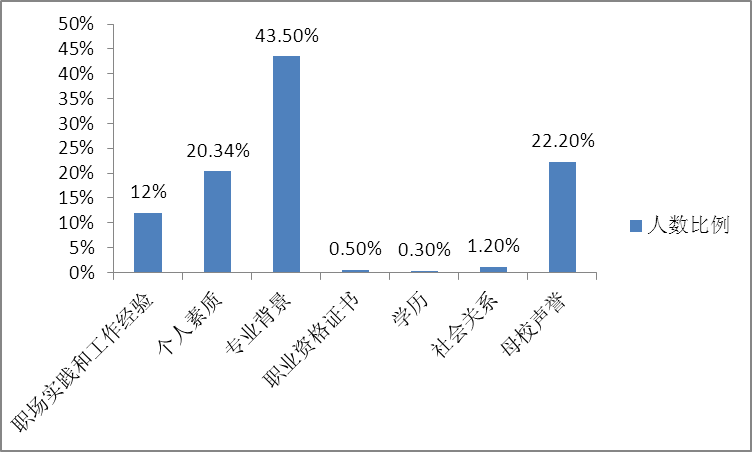 50%
45%
40%
35%
30%
25%
20%
15%
10%
5%
0%
12%
20.34%
43.50%
0.50%
0.30%
1.20%
22.20%
职场实践和工作经验
个人素质
专业背景
职业资格证书
学历
社会关系
母校声誉
人数比例